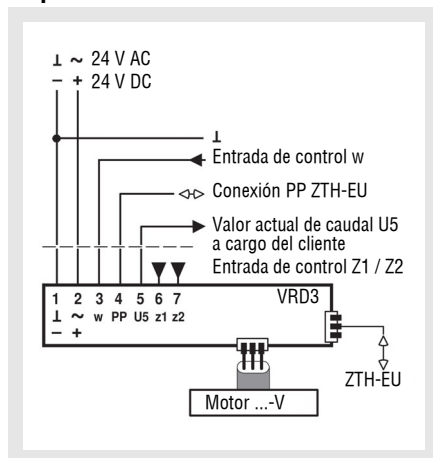 ⊥ ~ 24 V AC
– + 24 V DC
⊥
Entrada de control w
Conexión PP ZTH-EU
Valor actual de caudal U5
a cargo del cliente
Entrada de control Z1 / Z2
1 2 3 4 5 6 7 VRD3
⊥ ~ w PP U5 z1 z2
– +
ZTH-EU
Motor ...-V